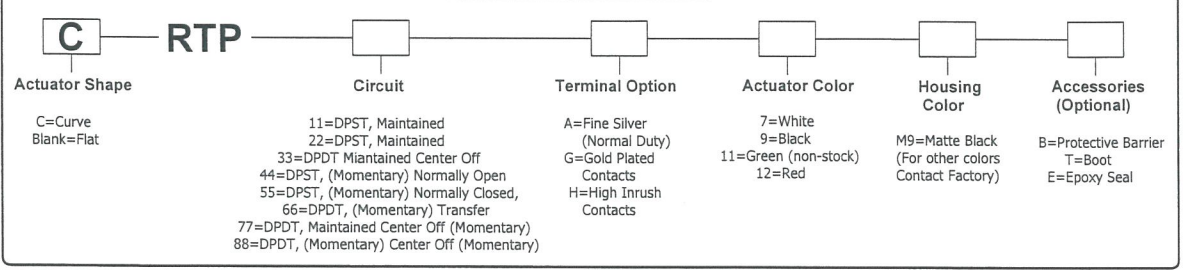 C RTP
Actuator Shape
C=Curve
Blank=Flat
Circuit
11=DPST, Maintained
22=DPST, Maintained
33=DPDT Miantained Center Off
44=DPST, (Momentary) Normally Open
55=DPST, (Momentary) Normally Closed,
66=DPDT, (Momentary) Transfer
77=DPDT, Maintained Center Off (Momentary)
88=DPDT, (Momentary) Center Off (Momentary)
Terminal Option
A=Fine Silver
(Normal Duty)
G=Gold Plated
Contacts
H=High Inrush
Contacts
Actuator Color
7=White
9=Black
11=Green (non-stock)
12=Red
Housing
Color
M9=Matte Black
(For other colors
Contact Factory)
Accessories
(Optional)
B=Protective Barrier
T=Boot
E=Epoxy Seal